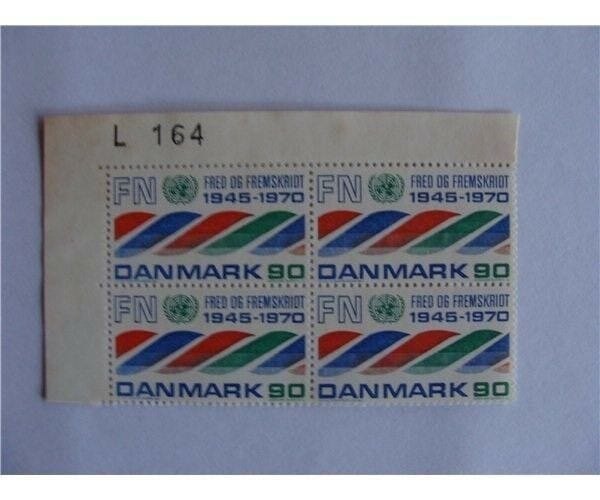 L 164
FN FRED OG FREMSKRIDT
1945-1970
DANMARK 90
FN FRED OG FREMSKRIDT
1945-1970
DANMARK 90
FN FRED OG FREMSKRIDT
1945-1970
DANMARK 90
FN FRED OG FREMSKRIDT
1945-1970
DANMARK 90